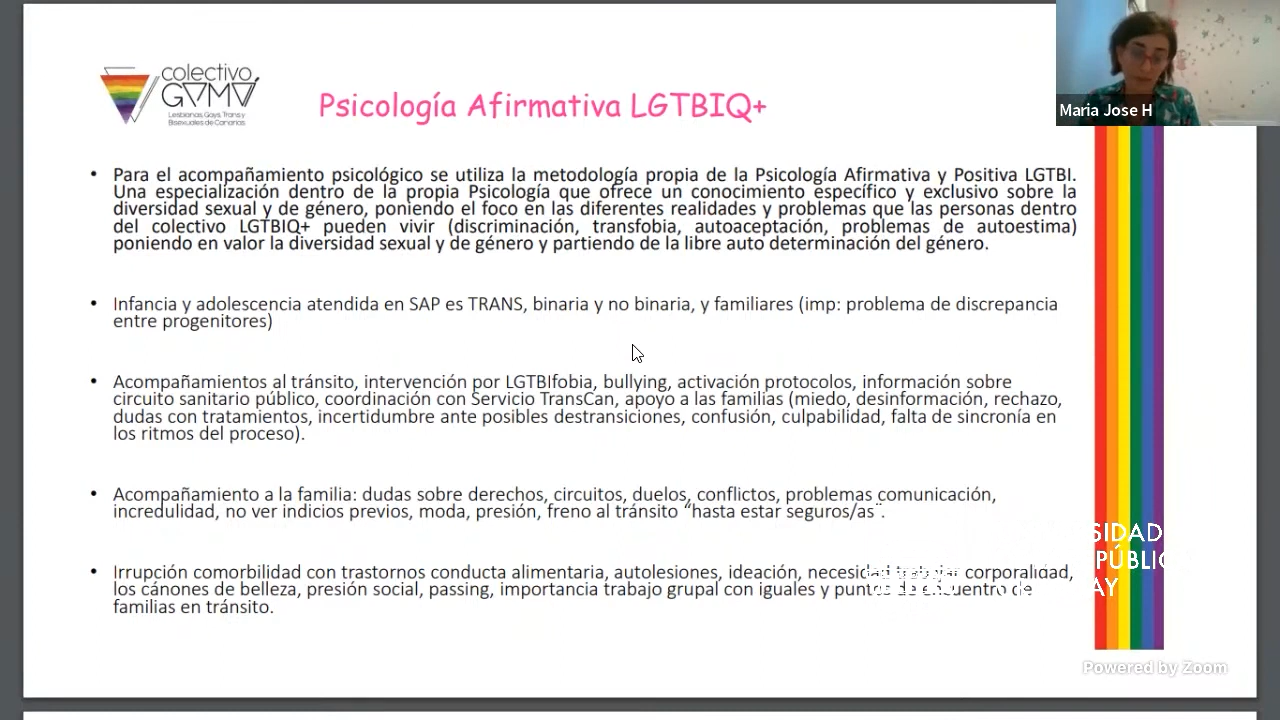 colectivo
GAMÁ
Lesbianas, Gays, Trans y
Bisexuales de Canarias
Psicología Afirmativa LGTBIQ+
Maria Jose H
• Para el acompañamiento psicológico se utiliza la metodología propia de la Psicología Afirmativa y Positiva LGTBI.
Una especialización dentro de la propia Psicología que ofrece un conocimiento específico y exclusivo sobre la
diversidad sexual y de género, poniendo el foco en las diferentes realidades y problemas que las personas dentro
del colectivo LGTBIQ+ pueden vivir (discriminación, transfobia, autoaceptación, problemas de autoestima)
poniendo en valor la diversidad sexual y de género y partiendo de la libre auto determinación del género.
• Infancia y adolescencia atendida en SAP es TRANS, binaria y no binaria, y familiares (imp: problema de discrepancia
entre progenitores)
• Acompañamientos al tránsito, intervención por LGTBIfobia, bullying, activación protocolos, información sobre
circuito sanitario público, coordinación con Servicio TransCan, apoyo a las familias (miedo, desinformación, rechazo,
dudas con tratamientos, incertidumbre ante posibles destransiciones, confusión, culpabilidad, falta de sincronía en
los ritmos del proceso).
• Acompañamiento a la familia: dudas sobre derechos, circuitos, duelos, conflictos, problemas comunicación,
incredulidad, no ver indicios previos, moda, presión, freno al tránsito “hasta estar seguros/as¨.
• Irrupción comorbilidad con trastornos conducta alimentaria, autolesiones, ideación, corporalidad,
los cánones de belleza, presión social, passing, importancia trabajo grupal con iguales y de
familias en tránsito.
SIDAD
PÚBLIC
AY
Powered by Zoom